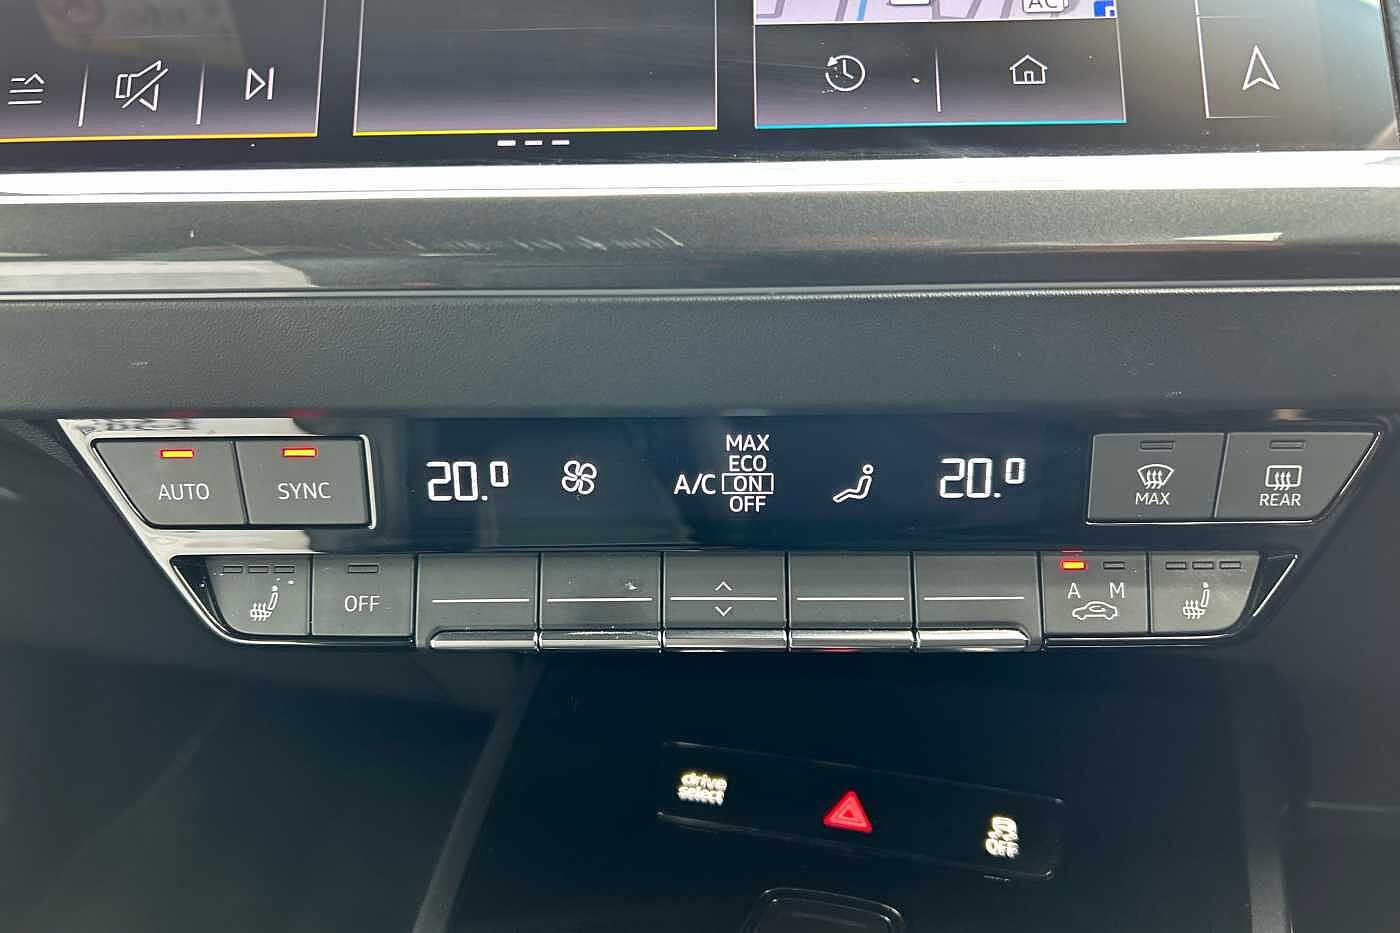 AC
AUTO
SYNC
20.0
A/C
MAX
ECO
ON
OFF
20.0
MAX
REAR
OFF
A M
drive
select
OFF